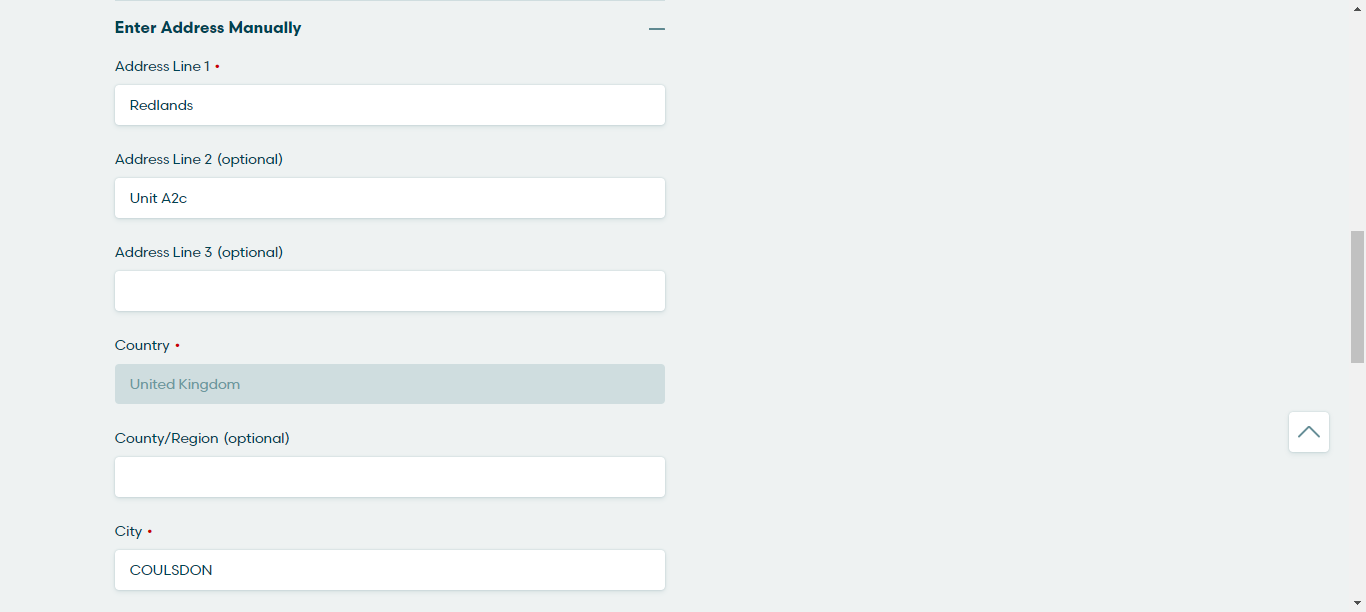 Enter Address Manually
Address Line 1 •
Redlands
Address Line 2 (optional)
Unit A2c
Address Line 3 (optional)
Country •
United Kingdom
County/Region (optional)
City •
COULSDON